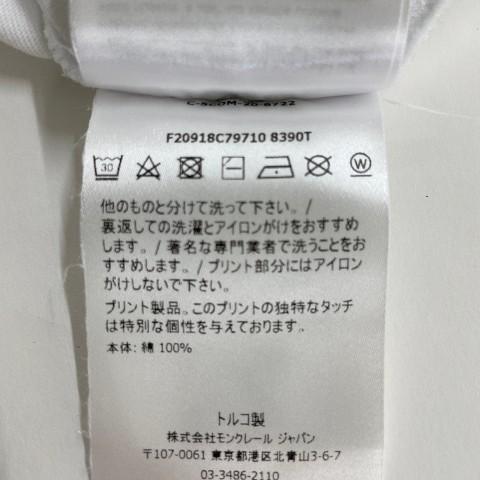 C-SCOM-20-8722
F20918C79710 8390T
30
W
他のものと分けて洗って下さい。/
裏返しての洗濯とアイロンがけをおすすめ
します。/ 著名な専門業者で洗うことをお
すすめします。/ プリント部分にはアイロン
がけしないで下さい。
プリント製品。このプリントの独特なタッチ
は特別な個性を与えております。
本体: 綿 100%
トルコ製
株式会社モンクレール ジャパン
〒107-0061 東京都港区北青山3-6-7
03-3486-2110